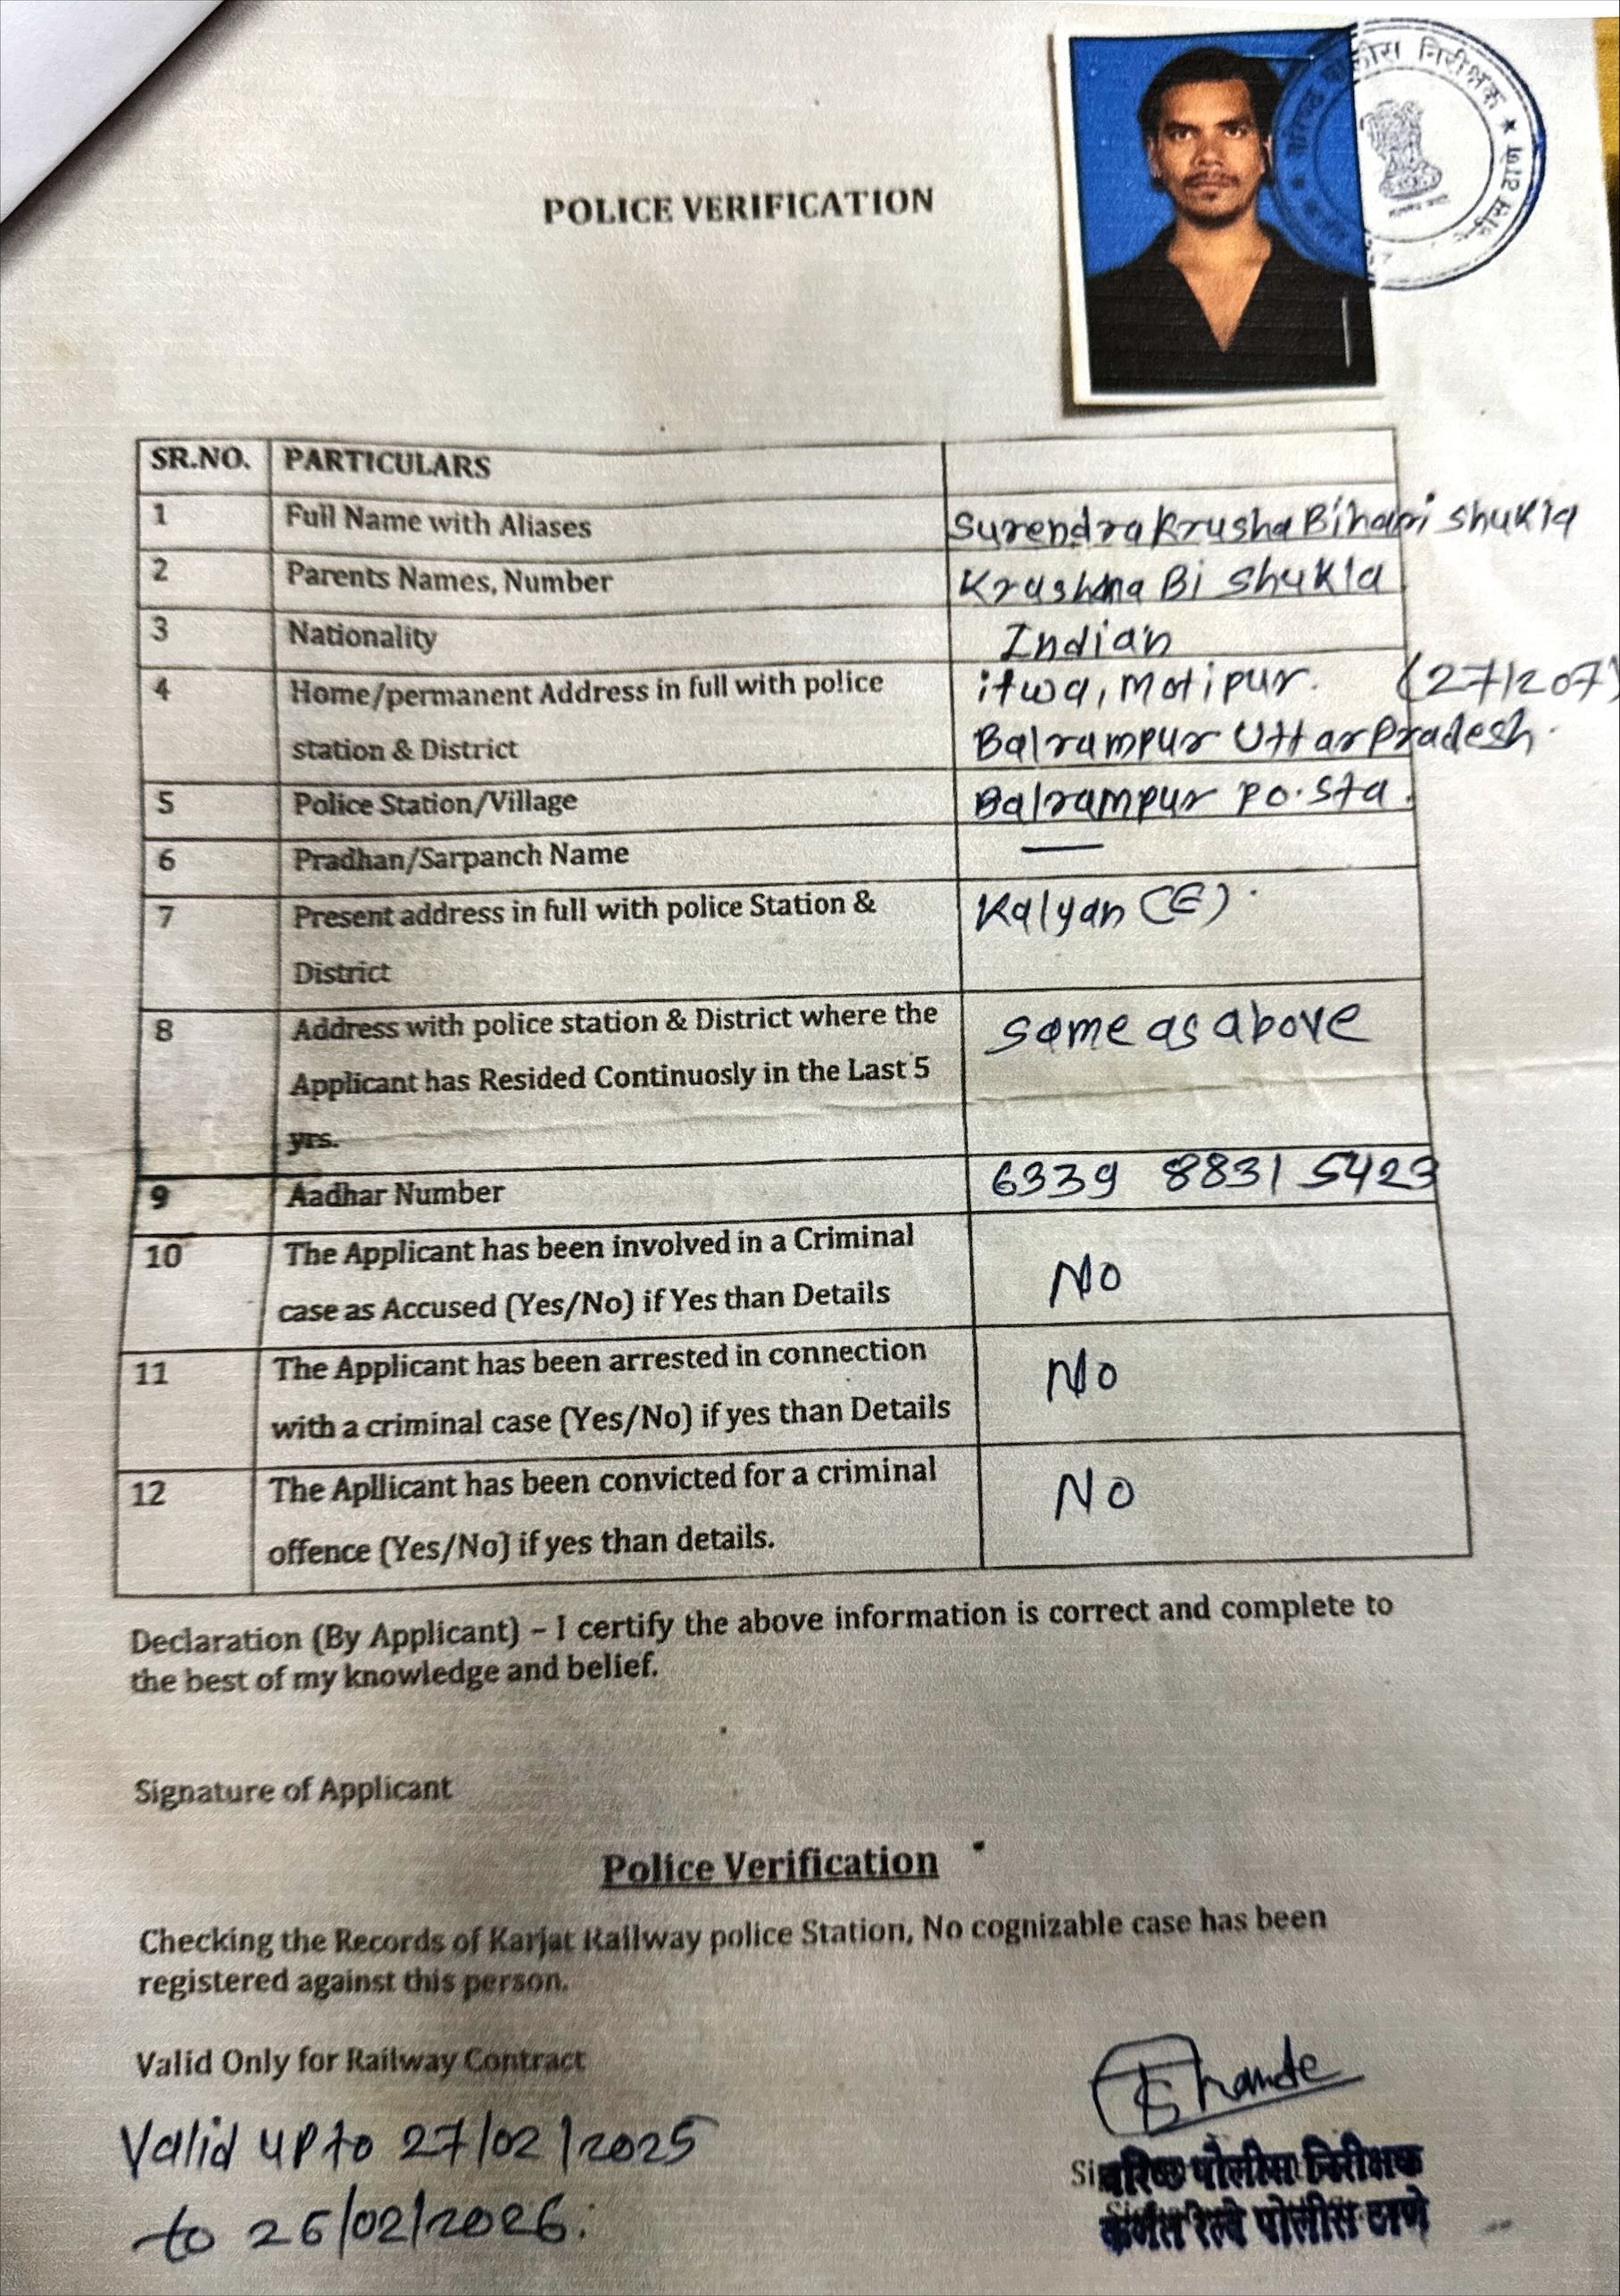 पोलीस निरीक्षक ★
POLICE VERIFICATION
SR.NO. PARTICULARS
1 Full Name with Aliases Surendra Krusha Bihari Shukla
2 Parents Names, Number Krushna Bi Shukla
3 Nationality Indian
4 Home/permanent Address in full with police itwa, Motipur. (271207)
station & District Balrampur Uttar Pradesh.
5 Police Station/Village Balrampur Po. Sta.
6 Pradhan/Sarpanch Name —
7 Present address in full with police Station & Kalyan (E).
District
8 Address with police station & District where the same as above
Applicant has Resided Continuosly in the Last 5
yrs.
9 Aadhar Number 6339 8831 5423
10 The Applicant has been involved in a Criminal
case as Accused (Yes/No) if Yes than Details No
11 The Applicant has been arrested in connection No
with a criminal case (Yes/No) if yes than Details
12 The Apllicant has been convicted for a criminal No
offence (Yes/No) if yes than details.
Declaration (By Applicant) – I certify the above information is correct and complete to
the best of my knowledge and belief.
Signature of Applicant
Police Verification
Checking the Records of Karjat Railway police Station, No cognizable case has been
registered against this person.
Valid Only for Railway Contract
Valid up to 27/02/2025
to 26/02/2026.
वरिष्ठ पोलीस निरीक्षक
कर्जत रेल्वे पोलीस ठाणे